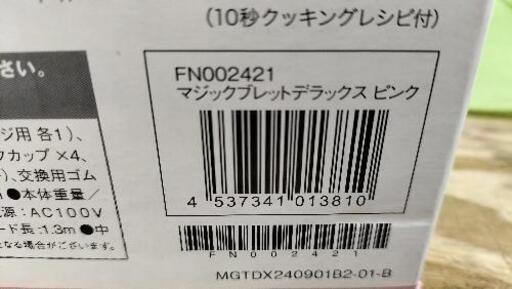 (10秒クッキングレシピ付)
さい。
FN002421
マジックブレットデラックス ピンク
4 537341 013810
FN002421
MGTDX240901B2-01-B
ジ用 各1)、
カップ ×4、
、交換用ゴム
●本体重量/
源:AC100V
ード長:1.3m ●中
なる場合がございます。